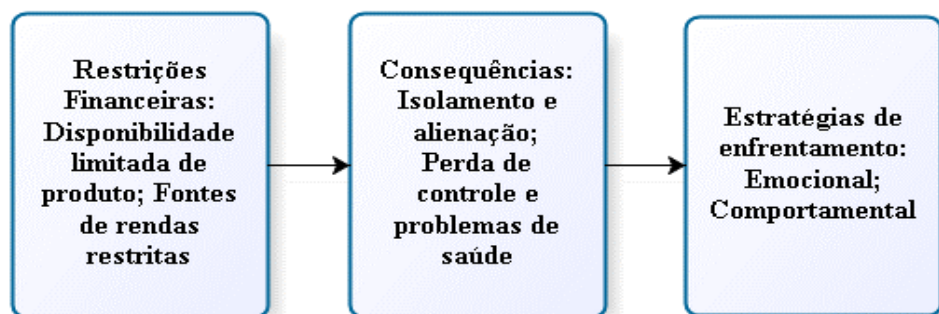 Restrições
Financeiras:
Disponibilidade
limitada de
produto; Fontes
de rendas
restritas
Consequências:
Isolamento e
alienação;
Perda de
controle e
problemas de
saúde
Estratégias de
enfrentamento:
Emocional;
Comportamental